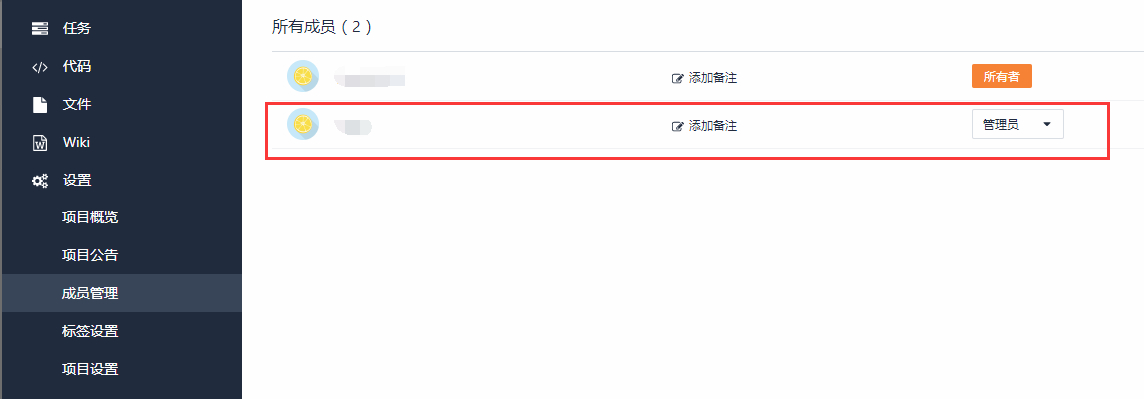 任务
代码
文件
Wiki
设置
项目概览
项目公告
成员管理
标签设置
项目设置
所有成员（2）
添加备注 所有者
添加备注 管理员